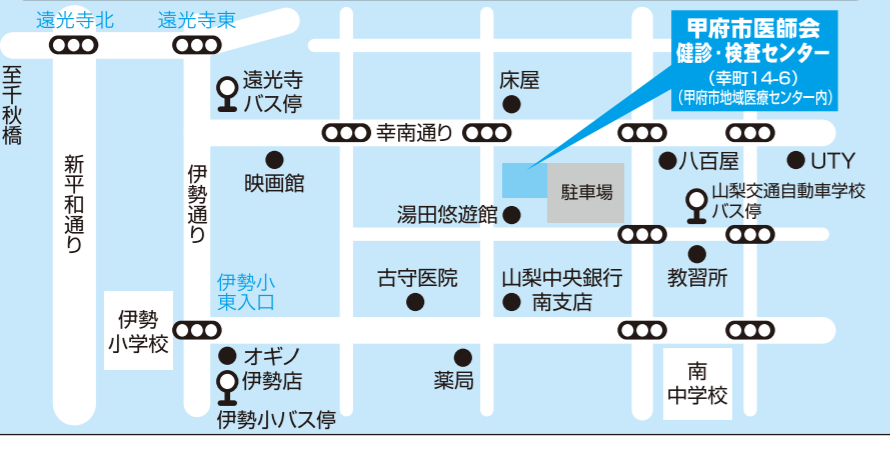 遠光寺北
遠光寺東
甲府市医師会
健診・検査センター
（幸町14-6）
（甲府市地域医療センター内）
至千秋橋
遠光寺
バス停
床屋
幸南通り
新平和通り
伊勢通り
映画館
八百屋
UTY
駐車場
山梨交通自動車学校
バス停
湯田悠遊館
伊勢小
東入口
古守医院
山梨中央銀行
南支店
教習所
伊勢
小学校
オギノ
伊勢店
薬局
南
中学校
伊勢小バス停